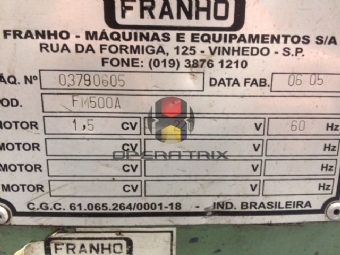 FRANHO
FRANHO - MÁQUINAS E EQUIPAMENTOS S/A
RUA DA FORMIGA, 125 - VINHEDO - S.P.
FONE: (019) 3876 1210
ÁQ. Nº 03790605 DATA FAB. 06 05
OD. FM500A
MOTOR 1,5 CV V 60 Hz
MOTOR CV V Hz
MOTOR CV V Hz
MOTOR CV V Hz
OPERATRIX
C.G.C. 61.065.264/0001-18 - IND. BRASILEIRA
FRANHO